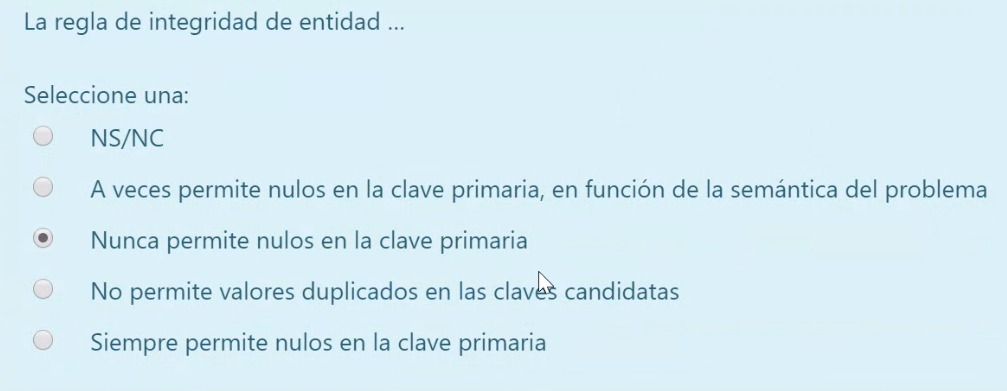 La regla de integridad de entidad ...
Seleccione una:
NS/NC
A veces permite nulos en la clave primaria, en función de la semántica del problema
Nunca permite nulos en la clave primaria
No permite valores duplicados en las claves candidatas
Siempre permite nulos en la clave primaria